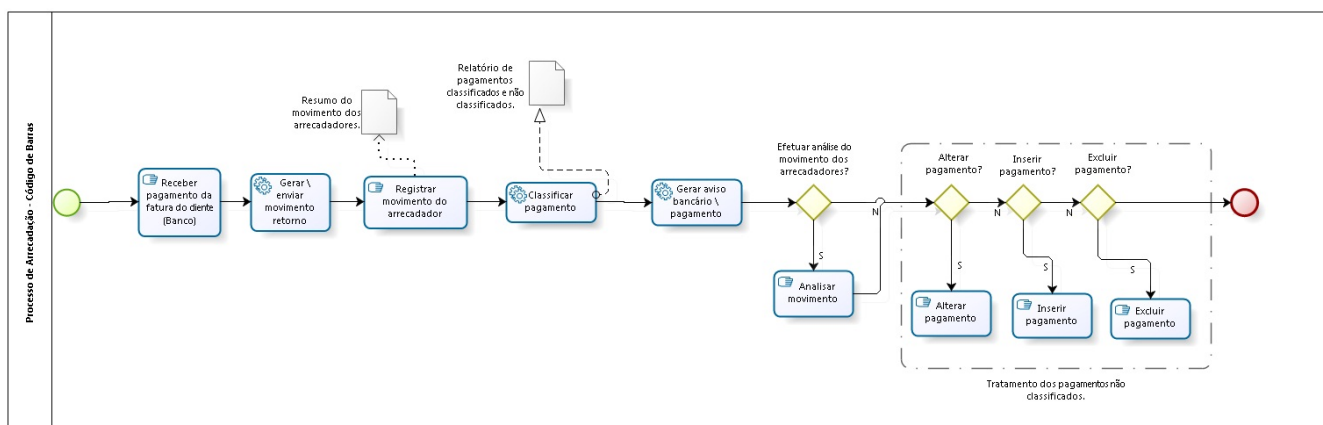 Processo de Arrecadação - Código de Barras
Resumo do
movimento dos
arrecadadores.
Relatório de
pagamentos
classificados e não
classificados.
Receber
pagamento da
fatura do cliente
(Banco)
Gerar \
enviar
movimento
retorno
Registrar
movimento do
arrecadador
Classificar
pagamento
Gerar aviso
bancário \
pagamento
Efetuar análise do
movimento dos
arrecadadores?
N
S
Analisar
movimento
Alterar
pagamento?
Inserir
pagamento?
Excluir
pagamento?
N
N
S
S
S
Alterar
pagamento
Inserir
pagamento
Excluir
pagamento
Tratamento dos pagamentos não
classificados.